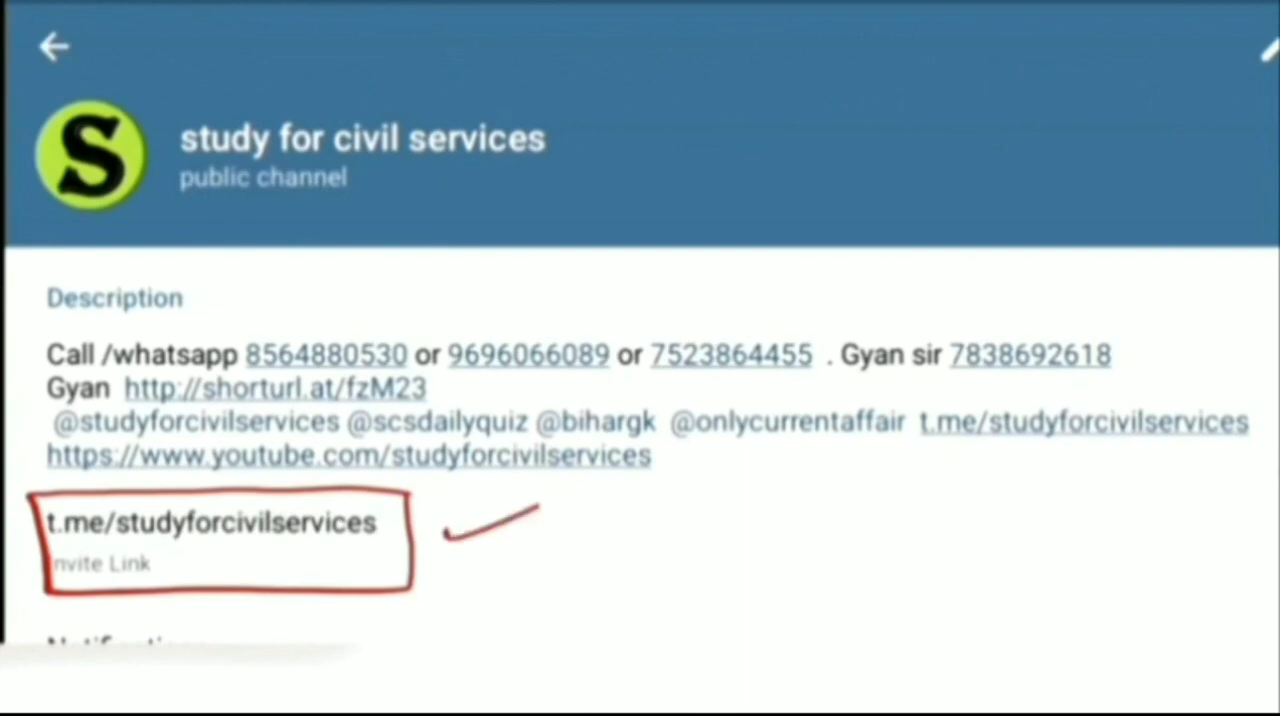 study for civil services
public channel
S
Description
Call /whatsapp 8564880530 or 9696066089 or 7523864455 . Gyan sir 7838692618
Gyan http://shorturl.at/fzM23
@studyforcivilservices @scsdailyquiz @bihargk @onlycurrentaffair t.me/studyforcivilservices
https://www.youtube.com/studyforcivilservices
t.me/studyforcivilservices
nvite Link